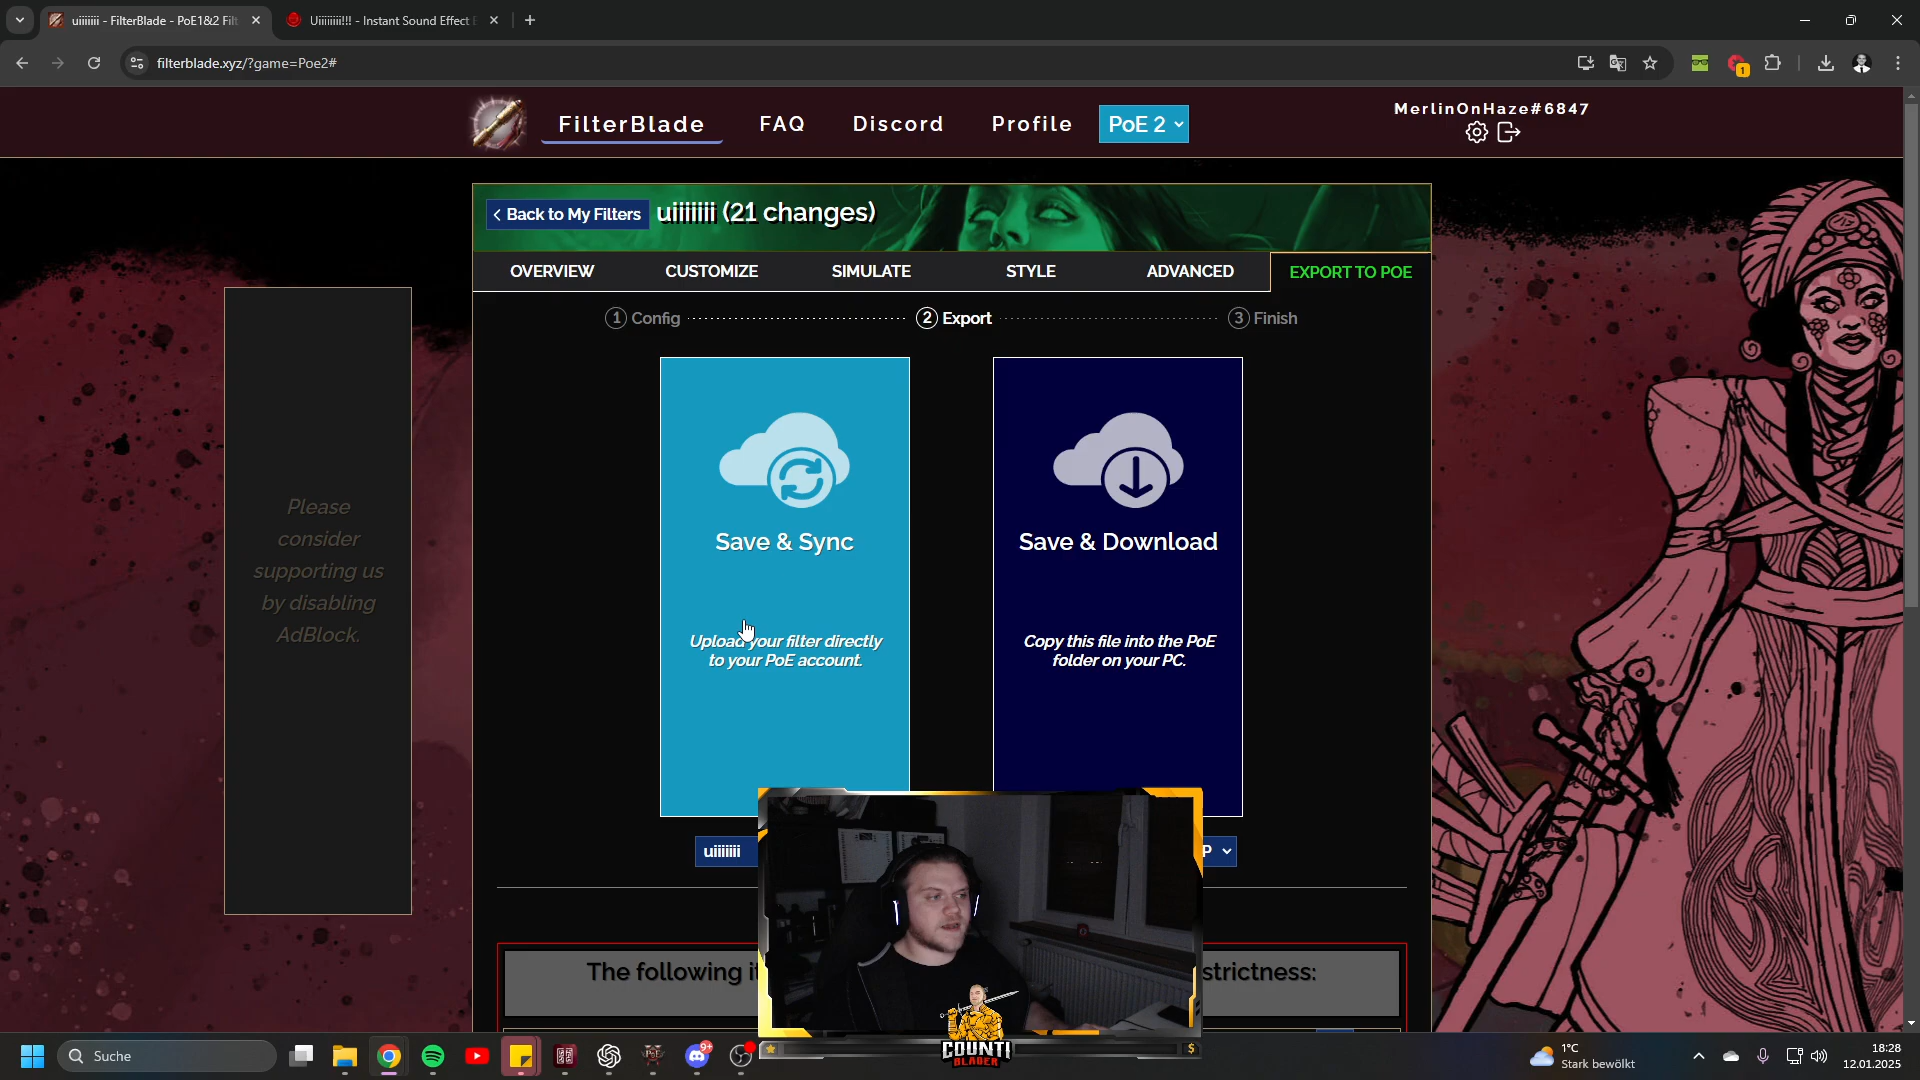 uiiiiiii - FilterBlade - PoE1&2 Filt
Uiiiiiiii!!! - Instant Sound Effect
filterblade.xyz/?game=Poe2#
1
FilterBlade
FAQ
Discord
Profile
PoE 2
MerlinOnHaze#6847
Back to My Filters
uiiiiiii (21 changes)
OVERVIEW
CUSTOMIZE
SIMULATE
STYLE
ADVANCED
EXPORT TO POE
1 Config
2 Export
3 Finish
Save & Sync
Upload your filter directly
to your PoE account.
Save & Download
Copy this file into the PoE
folder on your PC.
Please
consider
supporting us
by disabling
AdBlock.
uiiiiiii
P
The following i
strictness:
COUNTI
BLADER
$
Suche
9+
1°C
Stark bewölkt
18:28
12.01.2025